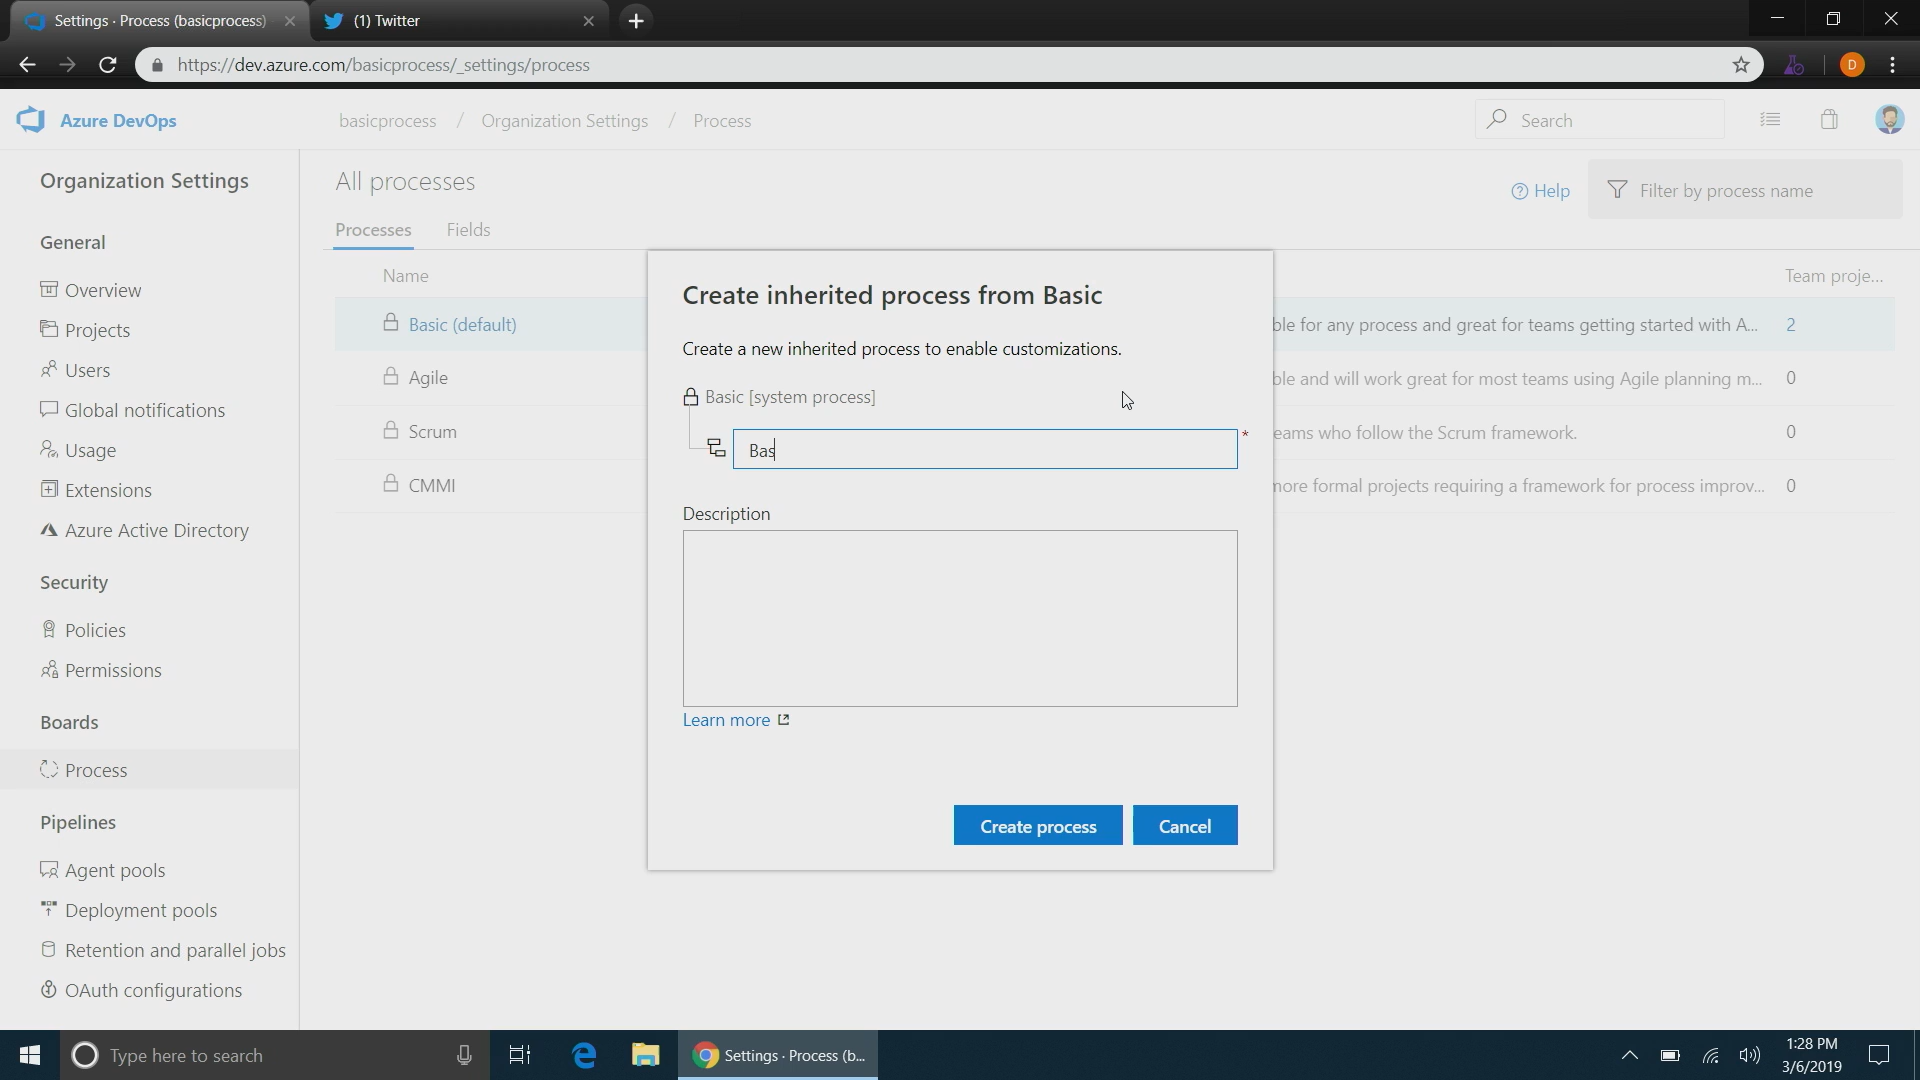 Settings · Process (basicprocess)
(1) Twitter
https://dev.azure.com/basicprocess/_settings/process
D
Azure DevOps
basicprocess / Organization Settings / Process
Search
Organization Settings
General
Overview
Projects
Users
Global notifications
Usage
Extensions
Azure Active Directory
Security
Policies
Permissions
Boards
Process
Pipelines
Agent pools
Deployment pools
Retention and parallel jobs
OAuth configurations
All processes
Help
Filter by process name
Processes
Fields
Name
Team proje...
Basic (default)
ble for any process and great for teams getting started with A...
2
Agile
ble and will work great for most teams using Agile planning m...
0
Scrum
eams who follow the Scrum framework.
0
CMMI
more formal projects requiring a framework for process improv...
0
Create inherited process from Basic
Create a new inherited process to enable customizations.
Basic [system process]
Bas
*
Description
Learn more
Create process
Cancel
Type here to search
Settings · Process (b...
1:28 PM
3/6/2019